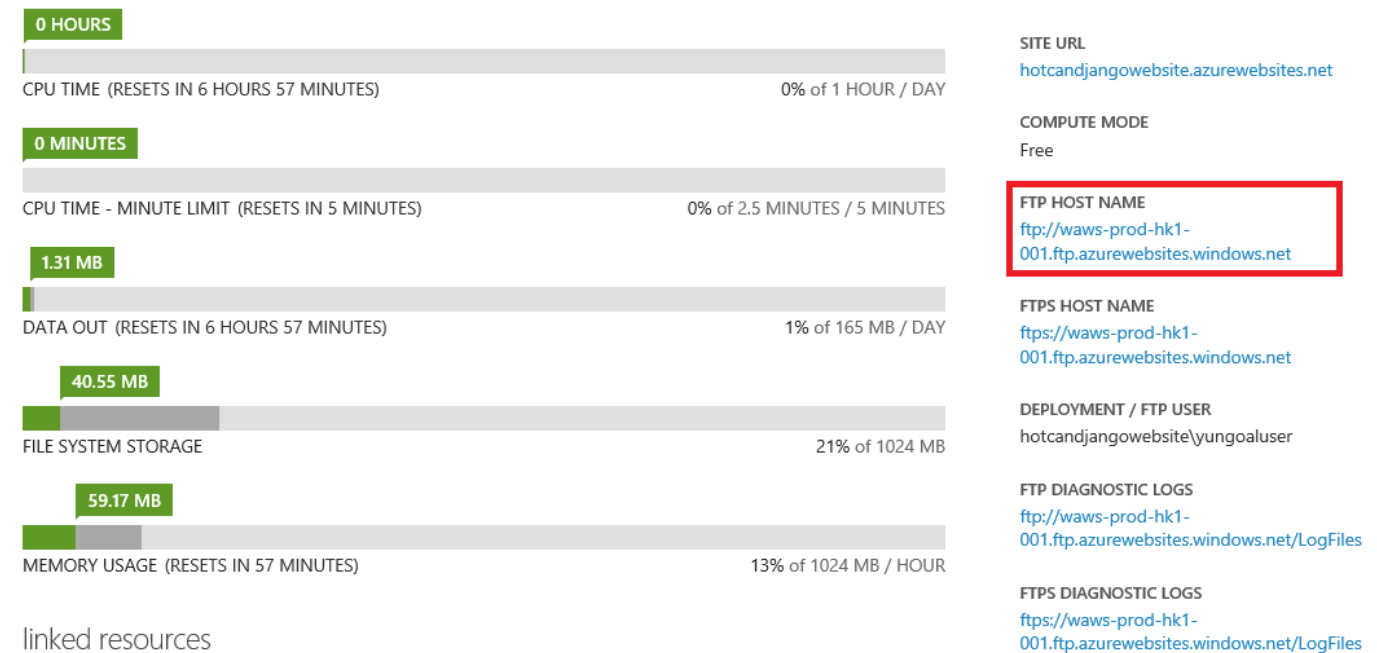 0 HOURS
CPU TIME (RESETS IN 6 HOURS 57 MINUTES)
0% of 1 HOUR / DAY
0 MINUTES
CPU TIME - MINUTE LIMIT (RESETS IN 5 MINUTES)
0% of 2.5 MINUTES / 5 MINUTES
1.31 MB
DATA OUT (RESETS IN 6 HOURS 57 MINUTES)
1% of 165 MB / DAY
40.55 MB
FILE SYSTEM STORAGE
21% of 1024 MB
59.17 MB
MEMORY USAGE (RESETS IN 57 MINUTES)
13% of 1024 MB / HOUR
linked resources
SITE URL
hotcandjangowebsite.azurewebsites.net
COMPUTE MODE
Free
FTP HOST NAME
ftp://waws-prod-hk1-
001.ftp.azurewebsites.windows.net
FTPS HOST NAME
ftps://waws-prod-hk1-
001.ftp.azurewebsites.windows.net
DEPLOYMENT / FTP USER
hotcandjangowebsite\yungoaluser
FTP DIAGNOSTIC LOGS
ftp://waws-prod-hk1-
001.ftp.azurewebsites.windows.net/LogFiles
FTPS DIAGNOSTIC LOGS
ftps://waws-prod-hk1-
001.ftp.azurewebsites.windows.net/LogFiles